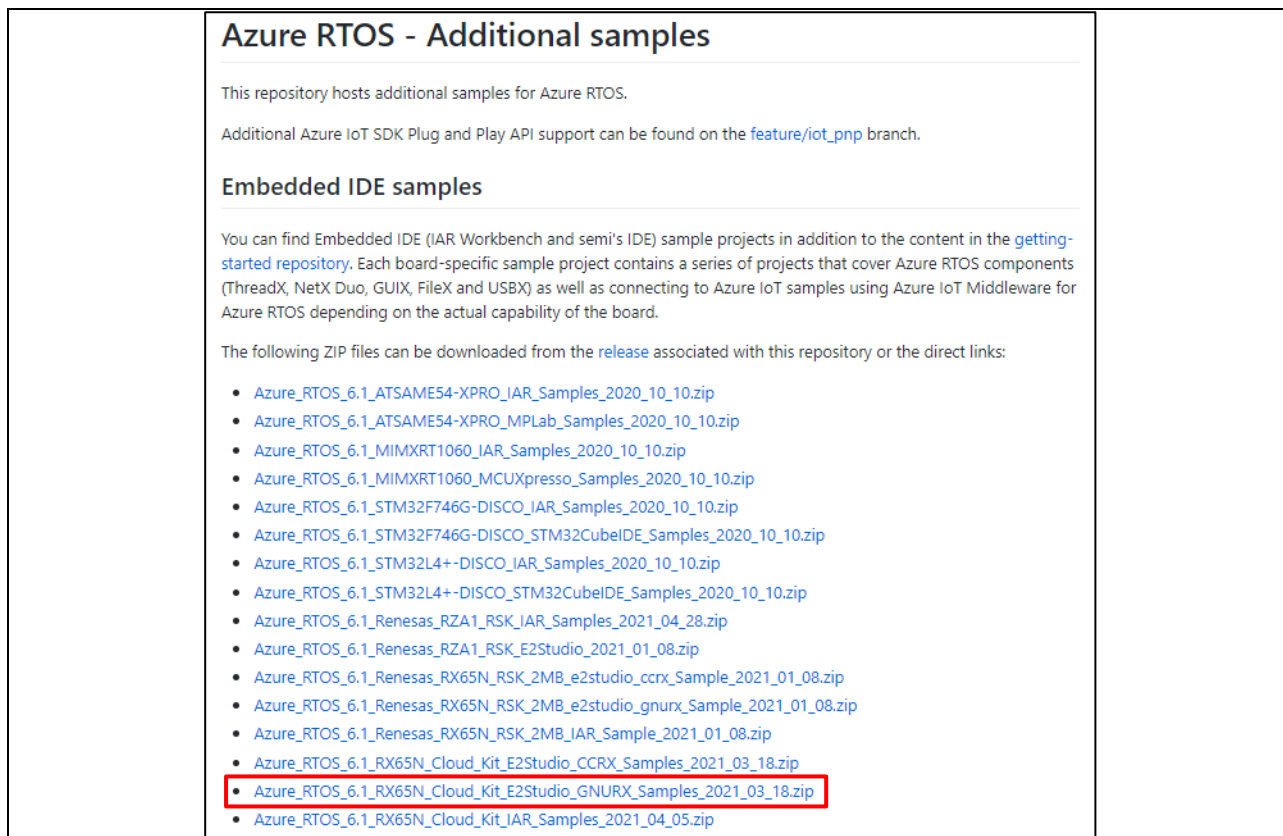 Azure RTOS - Additional samples
This repository hosts additional samples for Azure RTOS.
Additional Azure IoT SDK Plug and Play API support can be found on the feature/iot_pnp branch.
Embedded IDE samples
You can find Embedded IDE (IAR Workbench and semi's IDE) sample projects in addition to the content in the getting-
started repository. Each board-specific sample project contains a series of projects that cover Azure RTOS components
(ThreadX, NetX Duo, GUIX, FileX and USBX) as well as connecting to Azure IoT samples using Azure IoT Middleware for
Azure RTOS depending on the actual capability of the board.
The following ZIP files can be downloaded from the release associated with this repository or the direct links:
• Azure_RTOS_6.1_ATSAME54-XPRO_IAR_Samples_2020_10_10.zip
• Azure_RTOS_6.1_ATSAME54-XPRO_MPLab_Samples_2020_10_10.zip
• Azure_RTOS_6.1_MIMXRT1060_IAR_Samples_2020_10_10.zip
• Azure_RTOS_6.1_MIMXRT1060_MCUXpresso_Samples_2020_10_10.zip
• Azure_RTOS_6.1_STM32F746G-DISCO_IAR_Samples_2020_10_10.zip
• Azure_RTOS_6.1_STM32F746G-DISCO_STM32CubeIDE_Samples_2020_10_10.zip
• Azure_RTOS_6.1_STM32L4+-DISCO_IAR_Samples_2020_10_10.zip
• Azure_RTOS_6.1_STM32L4+-DISCO_STM32CubeIDE_Samples_2020_10_10.zip
• Azure_RTOS_6.1_Renesas_RZA1_RSK_IAR_Samples_2021_04_28.zip
• Azure_RTOS_6.1_Renesas_RZA1_RSK_E2Studio_2021_01_08.zip
• Azure_RTOS_6.1_Renesas_RX65N_RSK_2MB_e2studio_ccrx_Sample_2021_01_08.zip
• Azure_RTOS_6.1_Renesas_RX65N_RSK_2MB_e2studio_gnurx_Sample_2021_01_08.zip
• Azure_RTOS_6.1_Renesas_RX65N_RSK_2MB_IAR_Sample_2021_01_08.zip
• Azure_RTOS_6.1_RX65N_Cloud_Kit_E2Studio_CCRX_Samples_2021_03_18.zip
• Azure_RTOS_6.1_RX65N_Cloud_Kit_E2Studio_GNURX_Samples_2021_03_18.zip
• Azure_RTOS_6.1_RX65N_Cloud_Kit_IAR_Samples_2021_04_05.zip